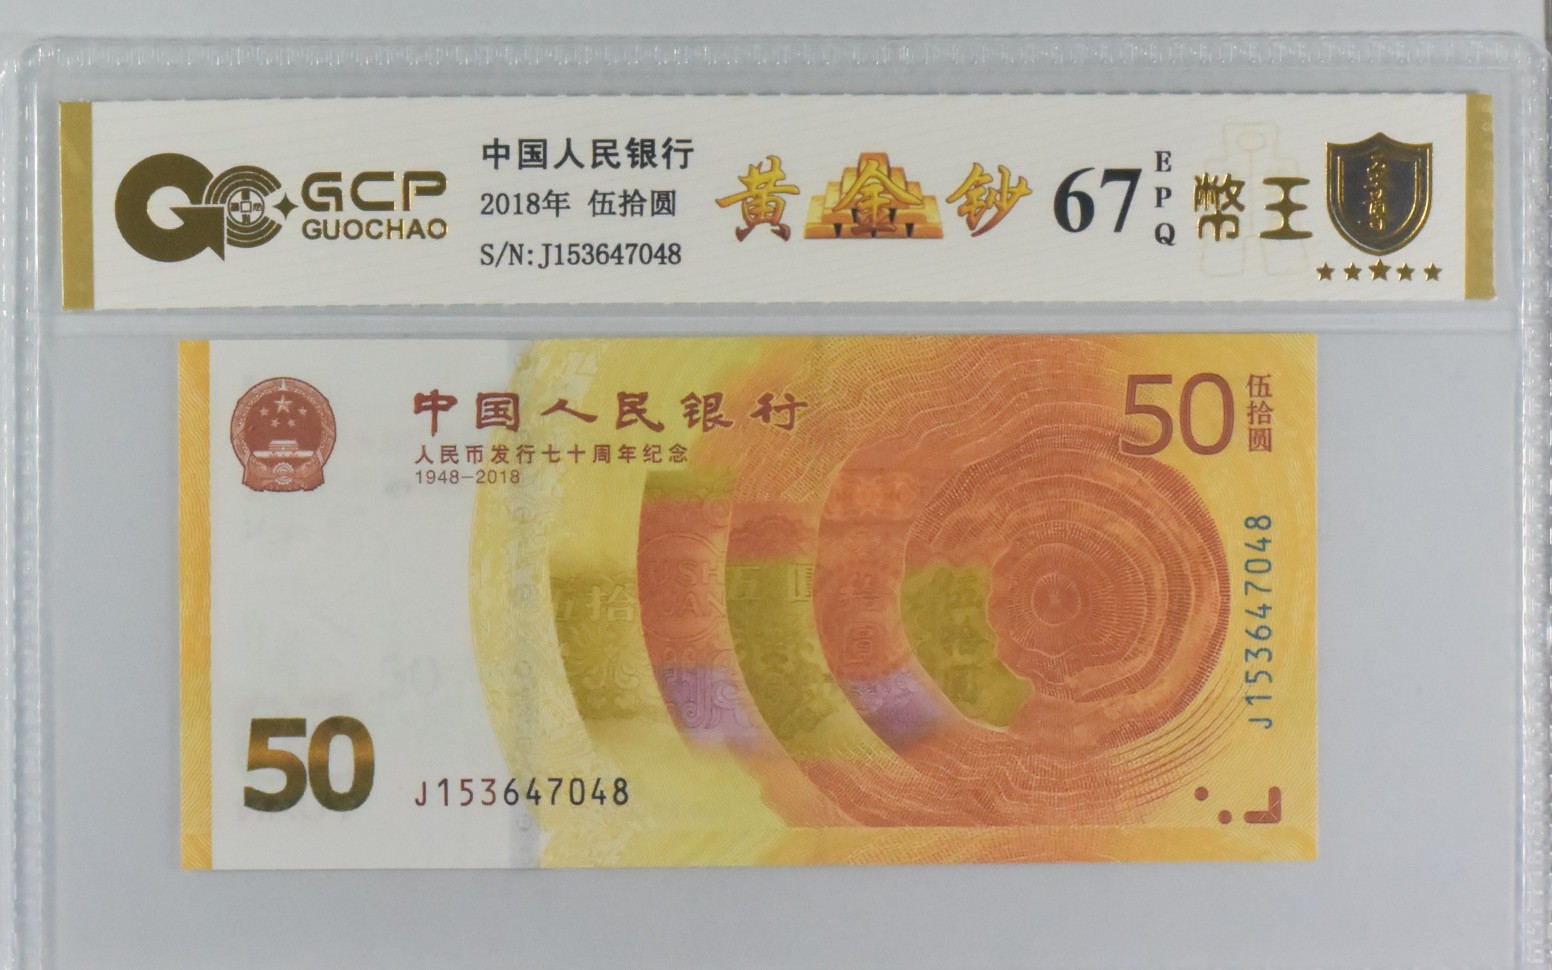 GCP
GUOCHAO
中国人民银行
2018年 伍拾圆
S/N:J153647048
黄金钞
67
EPQ
币王
中国人民银行
人民币发行七十周年纪念
1948-2018
50
伍拾圆
J153647048
50
J153647048